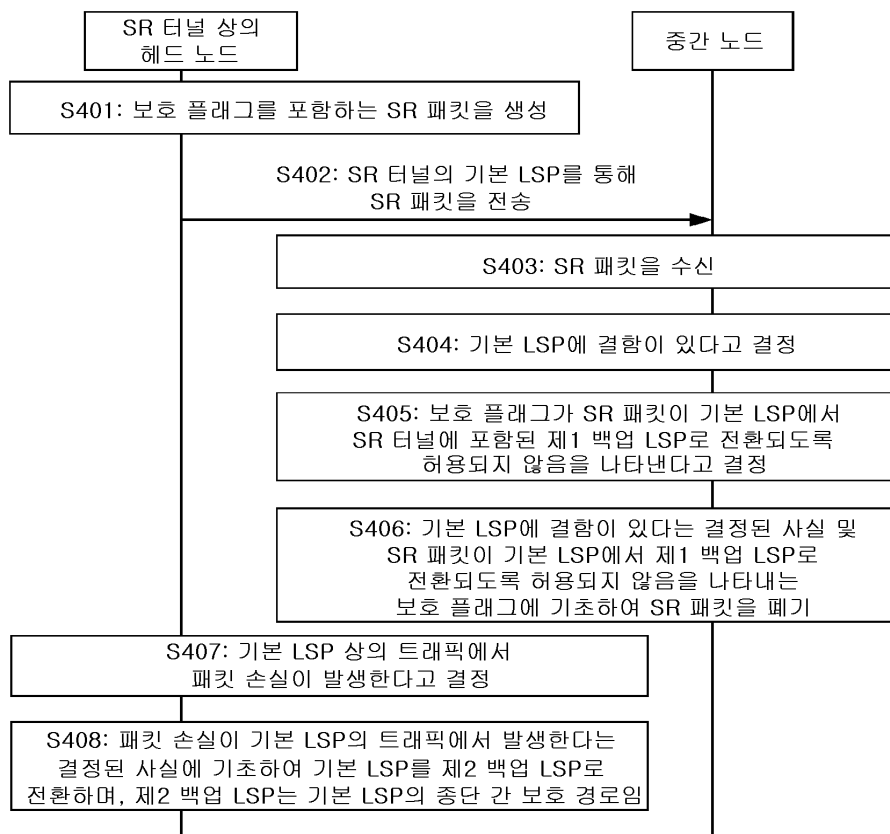 SR 터널 상의
헤드 노드
중간 노드
S401: 보호 플래그를 포함하는 SR 패킷을 생성
S402: SR 터널의 기본 LSP를 통해
SR 패킷을 전송
S403: SR 패킷을 수신
S404: 기본 LSP에 결함이 있다고 결정
S405: 보호 플래그가 SR 패킷이 기본 LSP에서
SR 터널에 포함된 제1 백업 LSP로 전환되도록
허용되지 않음을 나타낸다고 결정
S406: 기본 LSP에 결함이 있다는 결정된 사실 및
SR 패킷이 기본 LSP에서 제1 백업 LSP로
전환되도록 허용되지 않음을 나타내는
보호 플래그에 기초하여 SR 패킷을 폐기
S407: 기본 LSP 상의 트래픽에서
패킷 손실이 발생한다고 결정
S408: 패킷 손실이 기본 LSP의 트래픽에서 발생한다는
결정된 사실에 기초하여 기본 LSP를 제2 백업 LSP로
전환하며, 제2 백업 LSP는 기본 LSP의 종단 간 보호 경로임